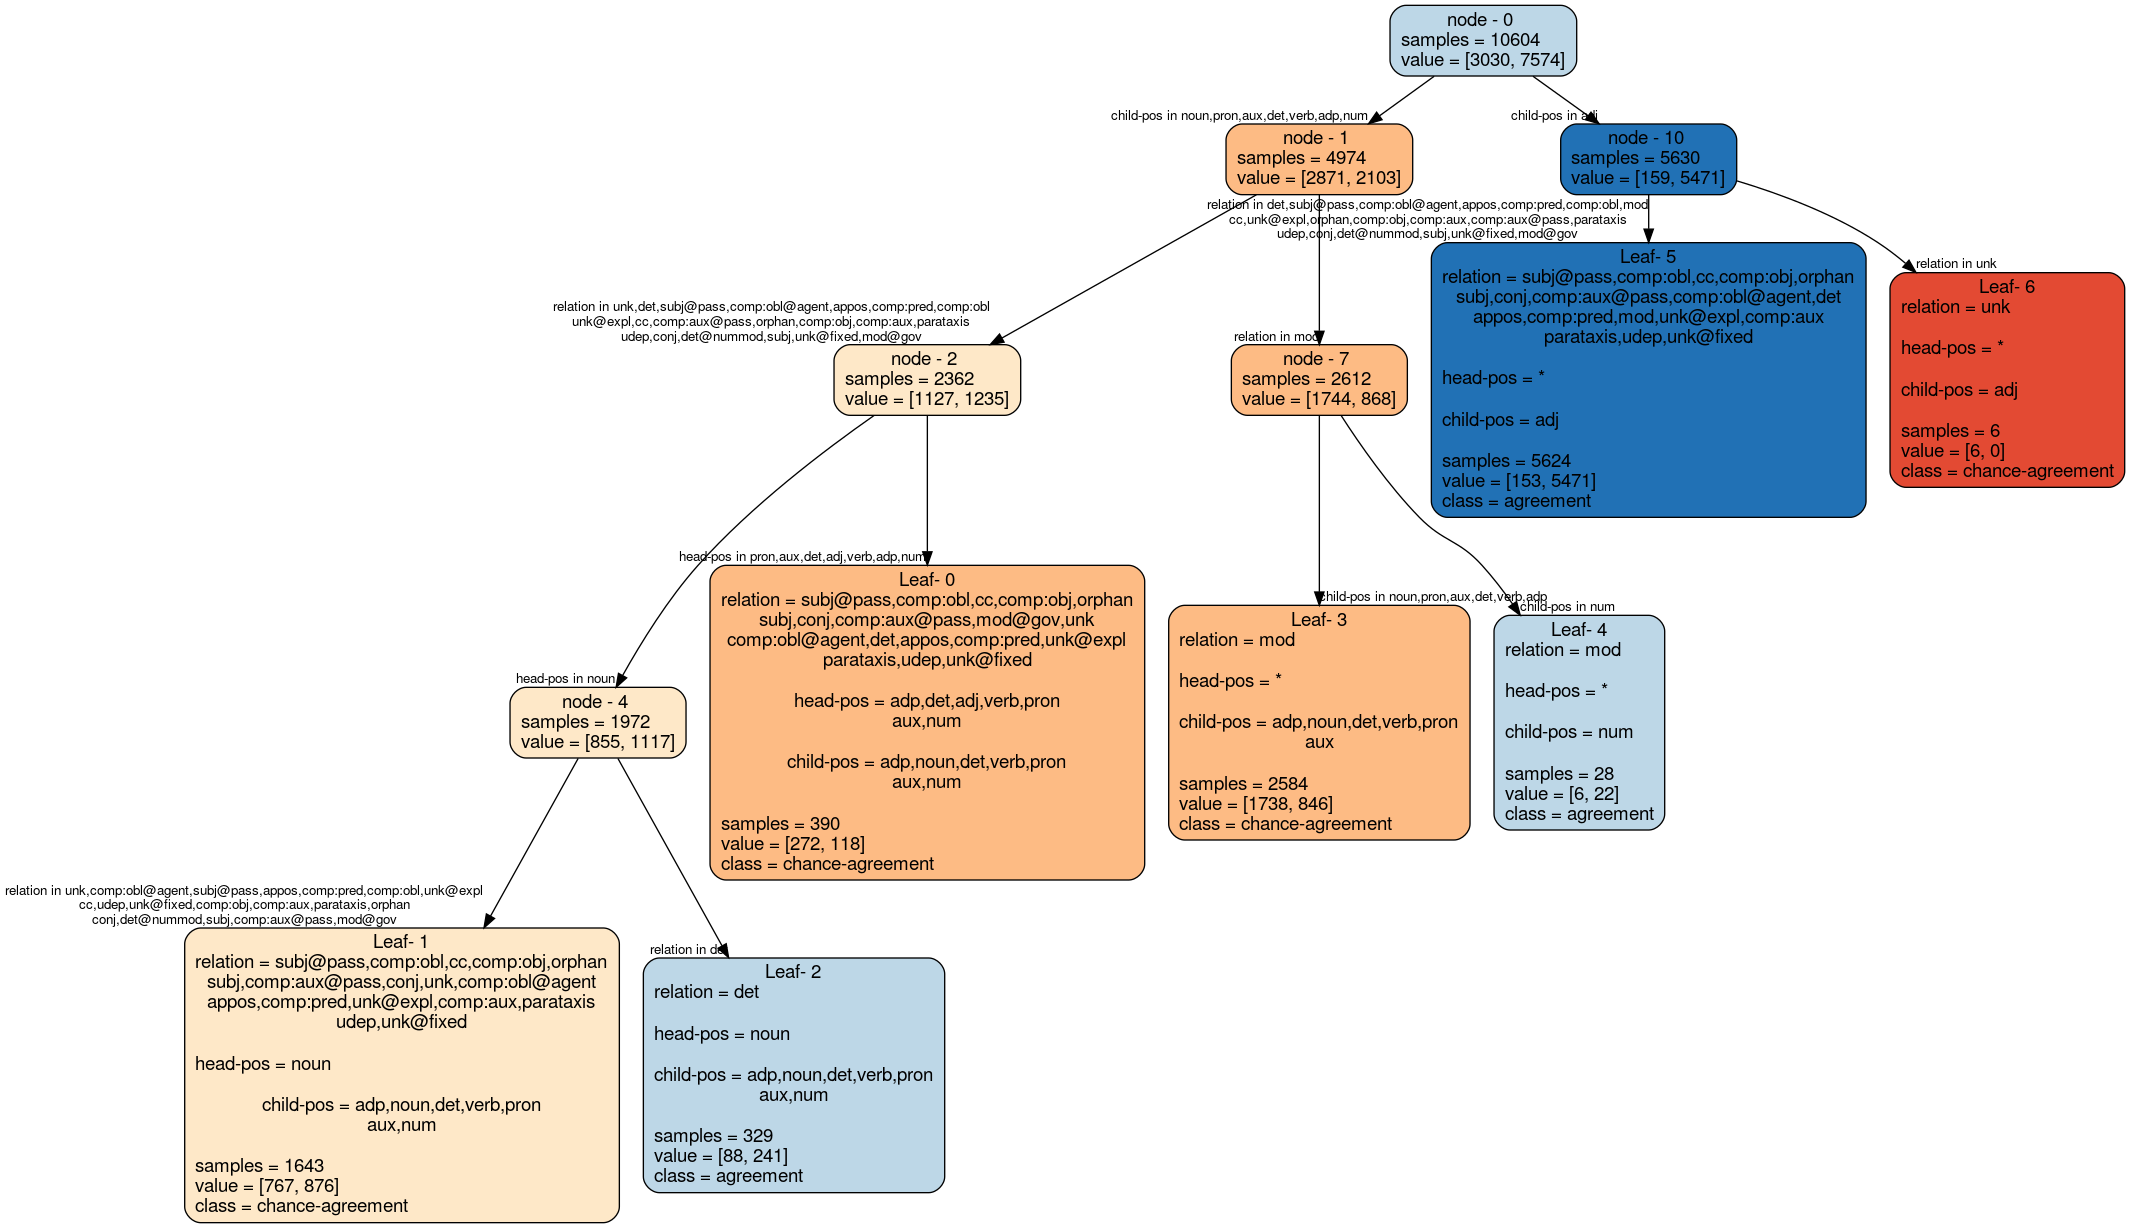 node - 0
samples = 10604
value = [3030, 7574]
child-pos in noun,pron,aux,det,verb,adp,num
child-pos in adj
node - 1
samples = 4974
value = [2871, 2103]
node - 10
samples = 5630
value = [159, 5471]
relation in det,subj@pass,comp:obl@agent,appos,comp:pred,comp:obl,mod
cc,unk@expl,orphan,comp:obj,comp:aux,comp:aux@pass,parataxis
udep,conj,det@nummod,subj,unk@fixed,mod@gov
Leaf- 5
relation = subj@pass,comp:obl,cc,comp:obj,orphan
subj,conj,comp:aux@pass,comp:obl@agent,det
appos,comp:pred,mod,unk@expl,comp:aux
parataxis,udep,unk@fixed
head-pos = *
child-pos = adj
samples = 5624
value = [153, 5471]
class = agreement
relation in unk
Leaf- 6
relation = unk
head-pos = *
child-pos = adj
samples = 6
value = [6, 0]
class = chance-agreement
relation in unk,det,subj@pass,comp:obl@agent,appos,comp:pred,comp:obl
unk@expl,cc,comp:aux@pass,orphan,comp:obj,comp:aux,parataxis
udep,conj,det@nummod,subj,unk@fixed,mod@gov
node - 2
samples = 2362
value = [1127, 1235]
relation in mod
node - 7
samples = 2612
value = [1744, 868]
head-pos in pron,aux,det,adj,verb,adp,num
Leaf- 0
relation = subj@pass,comp:obl,cc,comp:obj,orphan
subj,conj,comp:aux@pass,mod@gov,unk
comp:obl@agent,det,appos,comp:pred,unk@expl
parataxis,udep,unk@fixed
head-pos = adp,det,adj,verb,pron
aux,num
child-pos = adp,noun,det,verb,pron
aux,num
samples = 390
value = [272, 118]
class = chance-agreement
child-pos in noun,pron,aux,det,verb,adp
Leaf- 3
relation = mod
head-pos = *
child-pos = adp,noun,det,verb,pron
aux
samples = 2584
value = [1738, 846]
class = chance-agreement
child-pos in num
Leaf- 4
relation = mod
head-pos = *
child-pos = num
samples = 28
value = [6, 22]
class = agreement
head-pos in noun
node - 4
samples = 1972
value = [855, 1117]
relation in unk,comp:obl@agent,subj@pass,appos,comp:pred,comp:obl,unk@expl
cc,udep,unk@fixed,comp:obj,comp:aux,parataxis,orphan
conj,det@nummod,subj,comp:aux@pass,mod@gov
Leaf- 1
relation = subj@pass,comp:obl,cc,comp:obj,orphan
subj,comp:aux@pass,conj,unk,comp:obl@agent
appos,comp:pred,unk@expl,comp:aux,parataxis
udep,unk@fixed
head-pos = noun
child-pos = adp,noun,det,verb,pron
aux,num
samples = 1643
value = [767, 876]
class = chance-agreement
relation in det
Leaf- 2
relation = det
head-pos = noun
child-pos = adp,noun,det,verb,pron
aux,num
samples = 329
value = [88, 241]
class = agreement